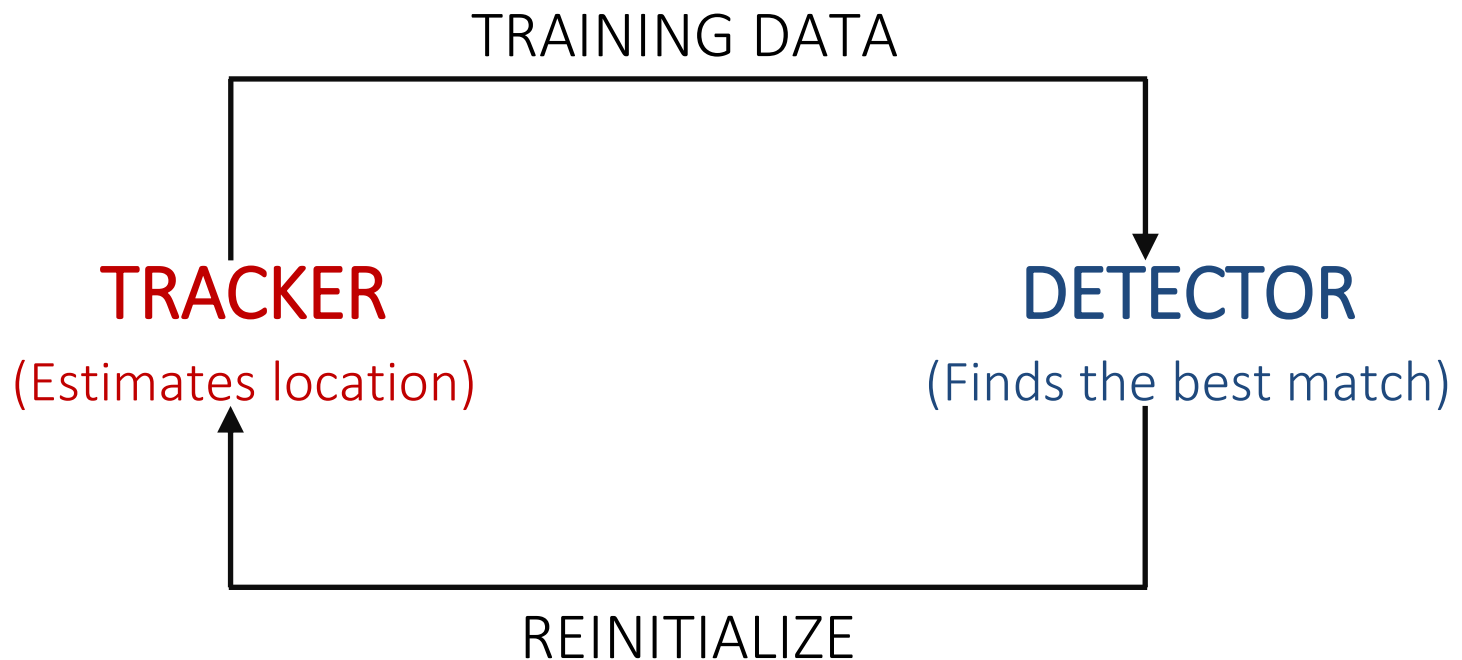 TRAINING DATA
TRACKER
(Estimates location)
DETECTOR
(Finds the best match)
REINITIALIZE